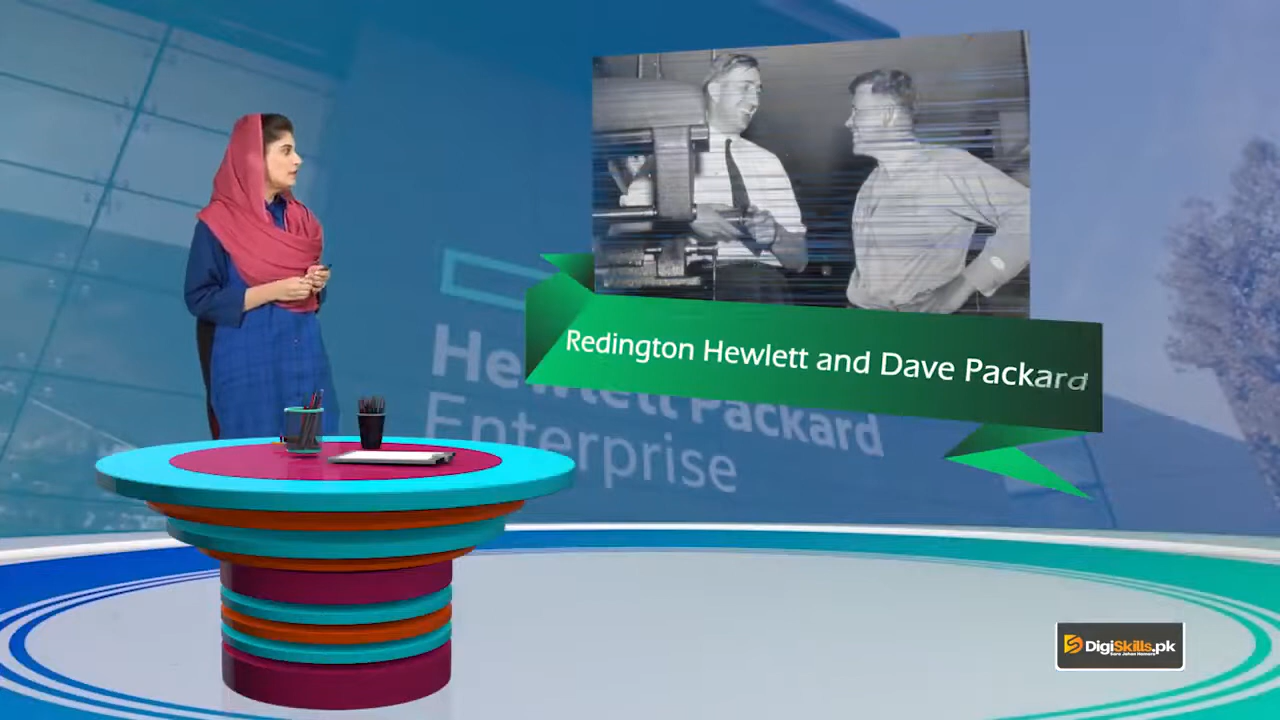 Redington Hewlett and Dave Packard
Hewlett Packard
Enterprise
DigiSkills.pk